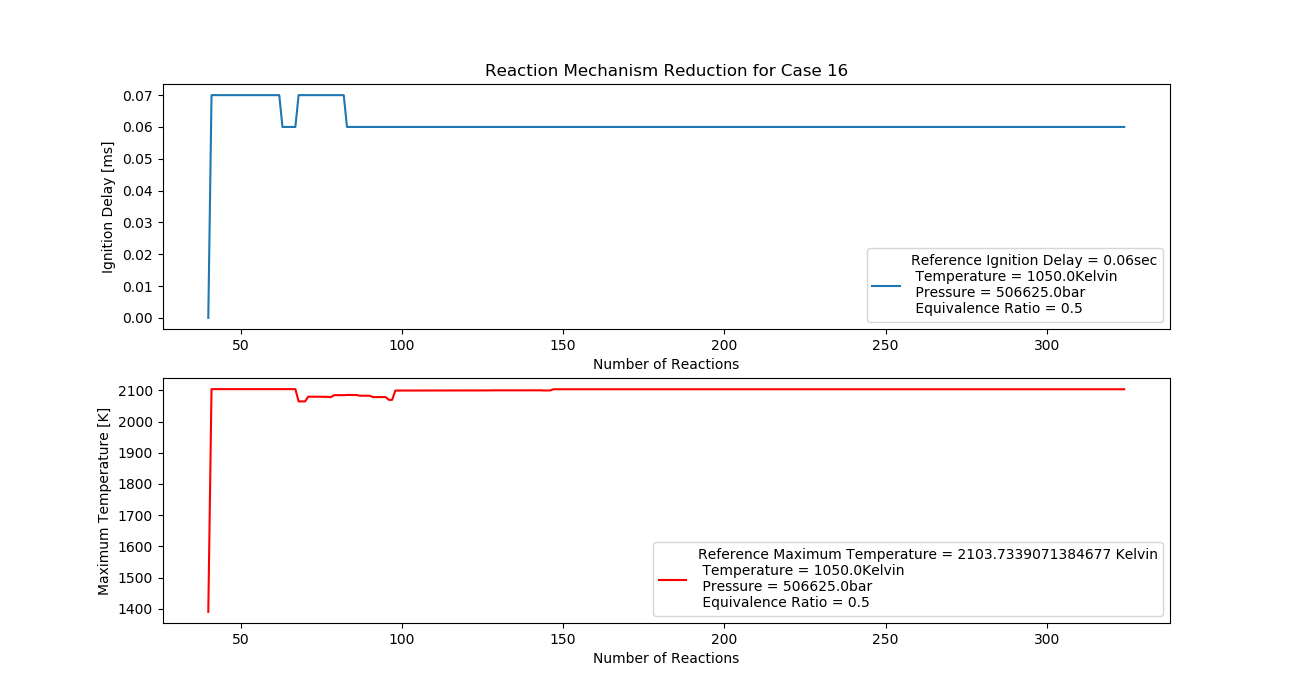 Reaction Mechanism Reduction for Case 16
0.07
0.06
0.05
0.04
0.03
0.02
0.01
0.00
Ignition Delay [ms]
Reference Ignition Delay = 0.06sec
Temperature = 1050.0Kelvin
Pressure = 506625.0bar
Equivalence Ratio = 0.5
50 100 150 200 250 300
Number of Reactions
2100
2000
1900
1800
1700
1600
1500
1400
Maximum Temperature [K]
Reference Maximum Temperature = 2103.7339071384677 Kelvin
Temperature = 1050.0Kelvin
Pressure = 506625.0bar
Equivalence Ratio = 0.5
50 100 150 200 250 300
Number of Reactions